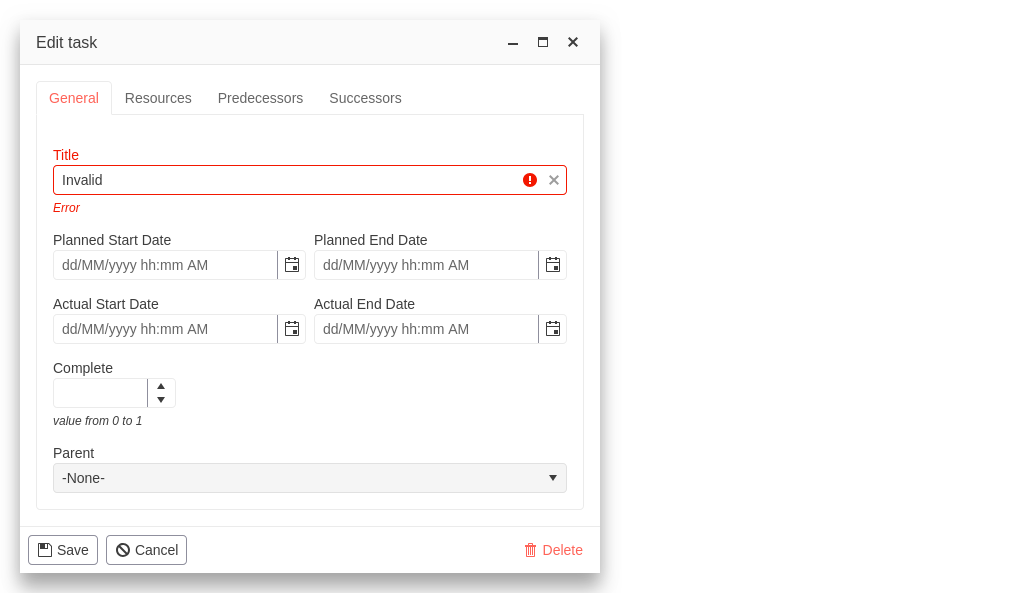 Edit task
General Resources Predecessors Successors
Title
Invalid
Error
Planned Start Date Planned End Date
dd/MM/yyyy hh:mm AM dd/MM/yyyy hh:mm AM
Actual Start Date Actual End Date
dd/MM/yyyy hh:mm AM dd/MM/yyyy hh:mm AM
Complete
value from 0 to 1
Parent
-None-
Save Cancel Delete